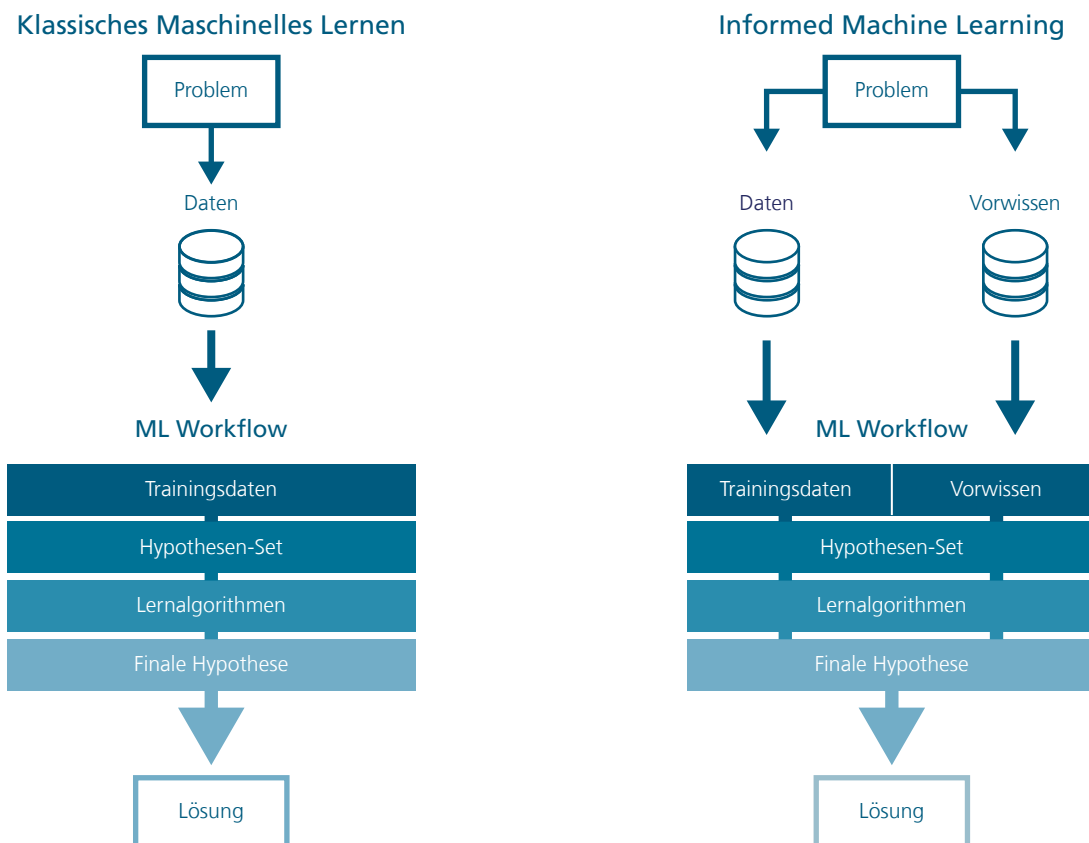 Klassisches Maschinelles Lernen
Problem
Daten
ML Workflow
Trainingsdaten
Hypothesen-Set
Lernalgorithmen
Finale Hypothese
Lösung
Informed Machine Learning
Problem
Daten
Vorwissen
ML Workflow
Trainingsdaten
Vorwissen
Hypothesen-Set
Lernalgorithmen
Finale Hypothese
Lösung